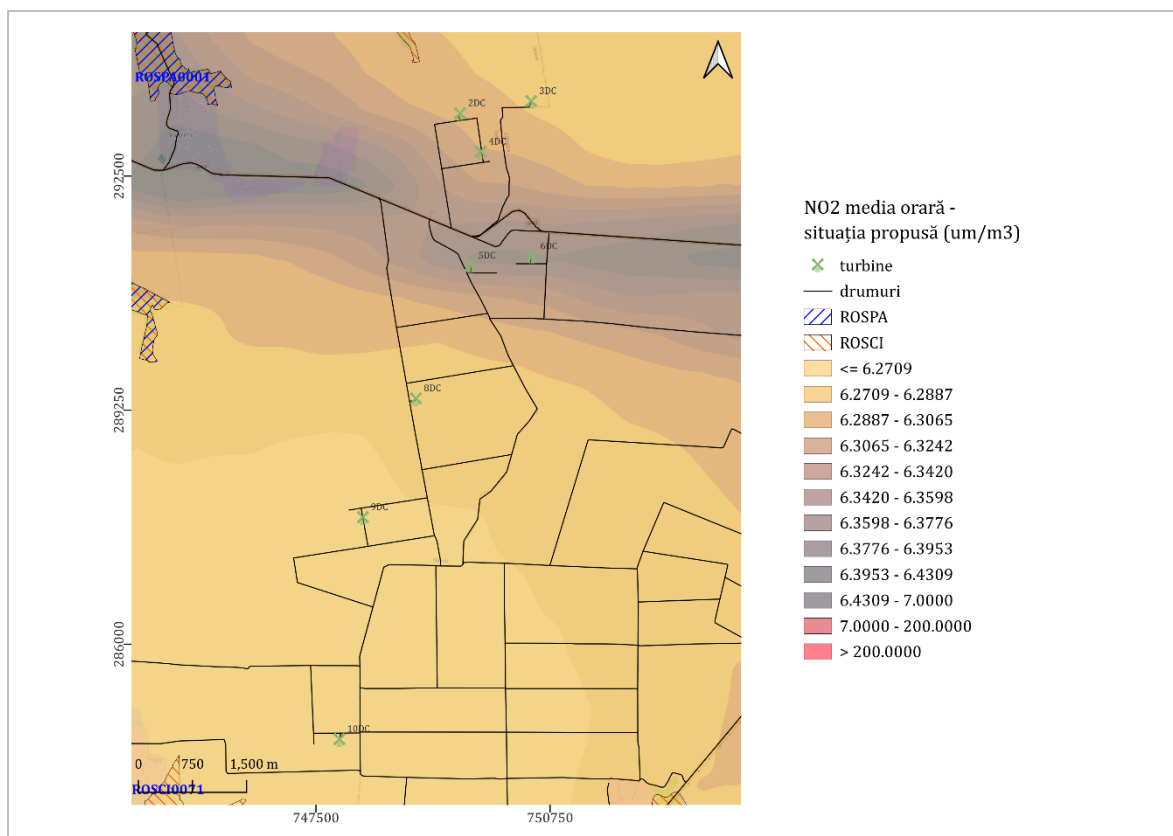 ROSPA0001
3DC
2DC
4DC
292500
6DC
5DC
8DC
289250
9DC
286000
10DC
0 750 1,500 m
ROSCI0071
747500 750750
NO2 media orară -
situația propusă (um/m3)
turbine
drumuri
ROSPA
ROSCI
<= 6.2709
6.2709 - 6.2887
6.2887 - 6.3065
6.3065 - 6.3242
6.3242 - 6.3420
6.3420 - 6.3598
6.3598 - 6.3776
6.3776 - 6.3953
6.3953 - 6.4309
6.4309 - 7.0000
7.0000 - 200.0000
> 200.0000